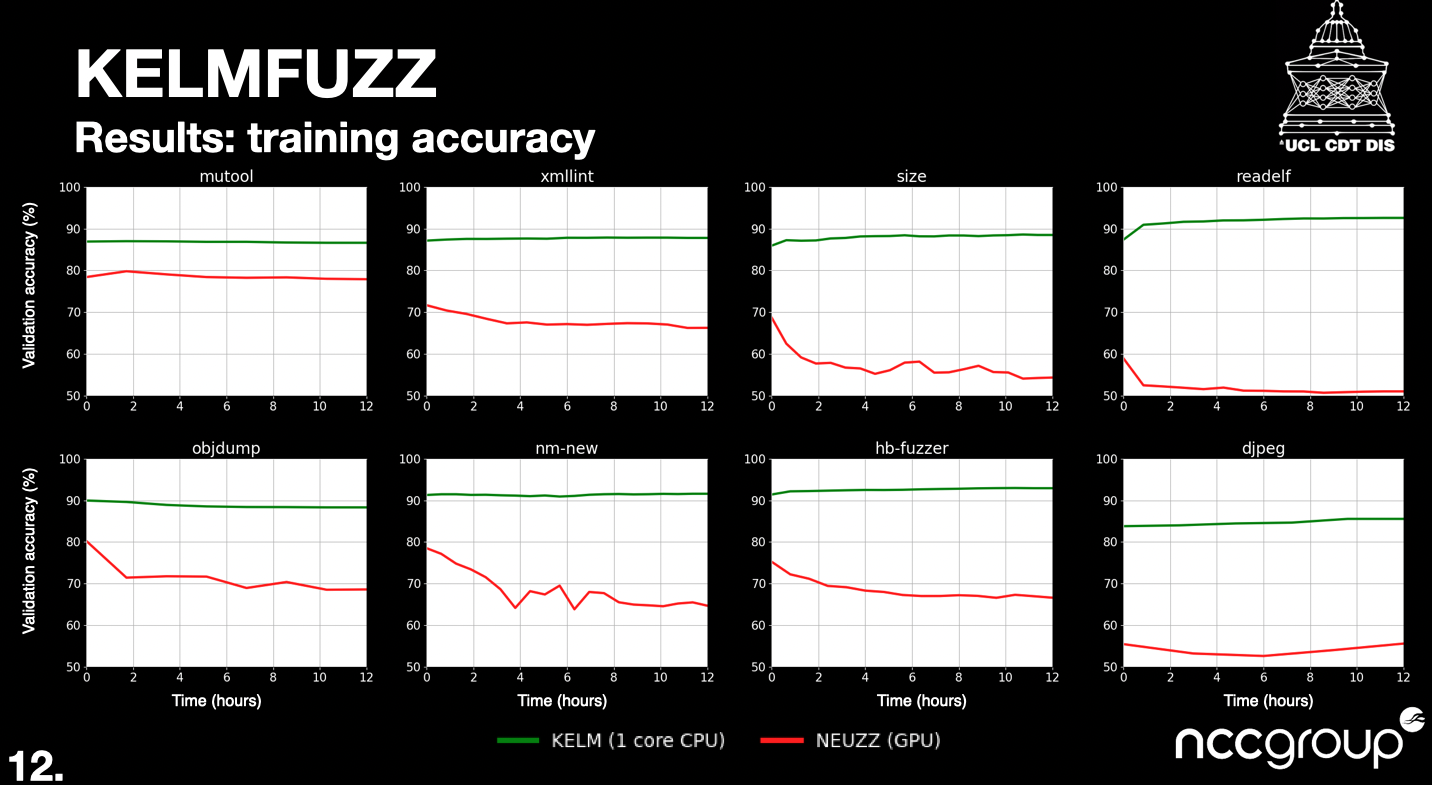 KELMFUZZ
Results: training accuracy
UCL CDT DIS
mutool
xmllint
size
readelf
Validation accuracy (%)
100
90
80
70
60
50
0 2 4 6 8 10 12
100
90
80
70
60
50
0 2 4 6 8 10 12
100
90
80
70
60
50
0 2 4 6 8 10 12
100
90
80
70
60
50
0 2 4 6 8 10 12
objdump
nm-new
hb-fuzzer
djpeg
Validation accuracy (%)
100
90
80
70
60
50
0 2 4 6 8 10 12
100
90
80
70
60
50
0 2 4 6 8 10 12
100
90
80
70
60
50
0 2 4 6 8 10 12
100
90
80
70
60
50
0 2 4 6 8 10 12
Time (hours)
Time (hours)
Time (hours)
Time (hours)
KELM (1 core CPU)
NEUZZ (GPU)
nccgroup
12.